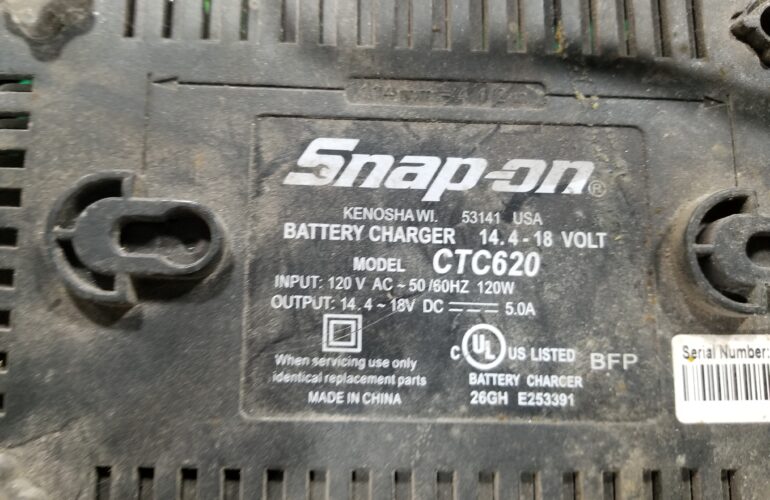 Snap-on®
KENOSHA WI. 53141 USA
BATTERY CHARGER 14.4 - 18 VOLT
MODEL CTC620
INPUT: 120 V AC ~ 50 /60HZ 120W
OUTPUT: 14.4 ~ 18V DC 5.0A
When servicing use only
identical replacement parts
MADE IN CHINA
C UL US LISTED BFP
BATTERY CHARGER
26GH E253391
Serial Number: